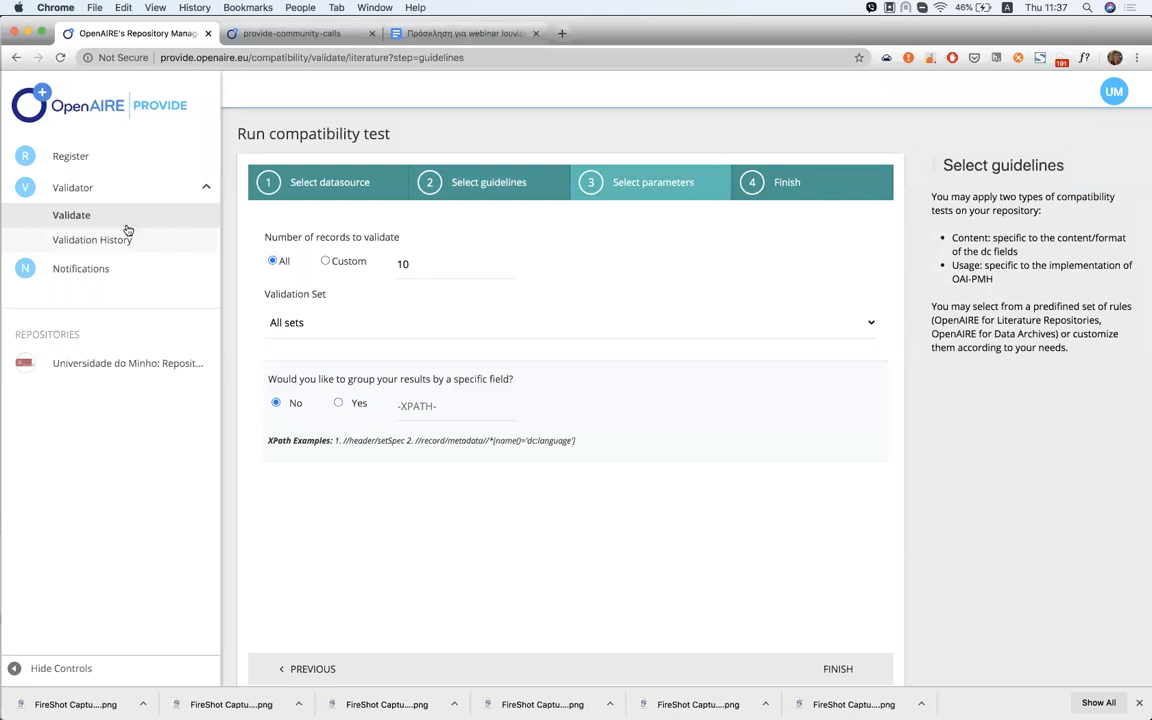 Chrome File Edit View History Bookmarks People Tab Window Help 46% A Thu 11:37
OpenAIRE's Repository Manag × provide-community-calls × Πρόσκληση για webinar Ιουνίο ×
Not Secure | provide.openaire.eu/compatibility/validate/literature?step=guidelines 191 f?
OpenAIRE | PROVIDE
UM
R Register
V Validator
Validate
Validation History
N Notifications
REPOSITORIES
Universidade do Minho: Reposit...
Hide Controls
Run compatibility test
1 Select datasource 2 Select guidelines 3 Select parameters 4 Finish
Number of records to validate
All Custom 10
Validation Set
All sets
Would you like to group your results by a specific field?
No Yes -XPATH-
XPath Examples: 1. //header/setSpec 2. //record/metadata//*[name()='dc:language']
PREVIOUS FINISH
Select guidelines
You may apply two types of compatibility
tests on your repository:
Content: specific to the content/format
of the dc fields
Usage: specific to the implementation of
OAI-PMH
You may select from a predifined set of rules
(OpenAIRE for Literature Repositories,
OpenAIRE for Data Archives) or customize
them according to your needs.
FireShot Captu....png FireShot Captu....png FireShot Captu....png FireShot Captu....png FireShot Captu....png FireShot Captu....png Show All ×